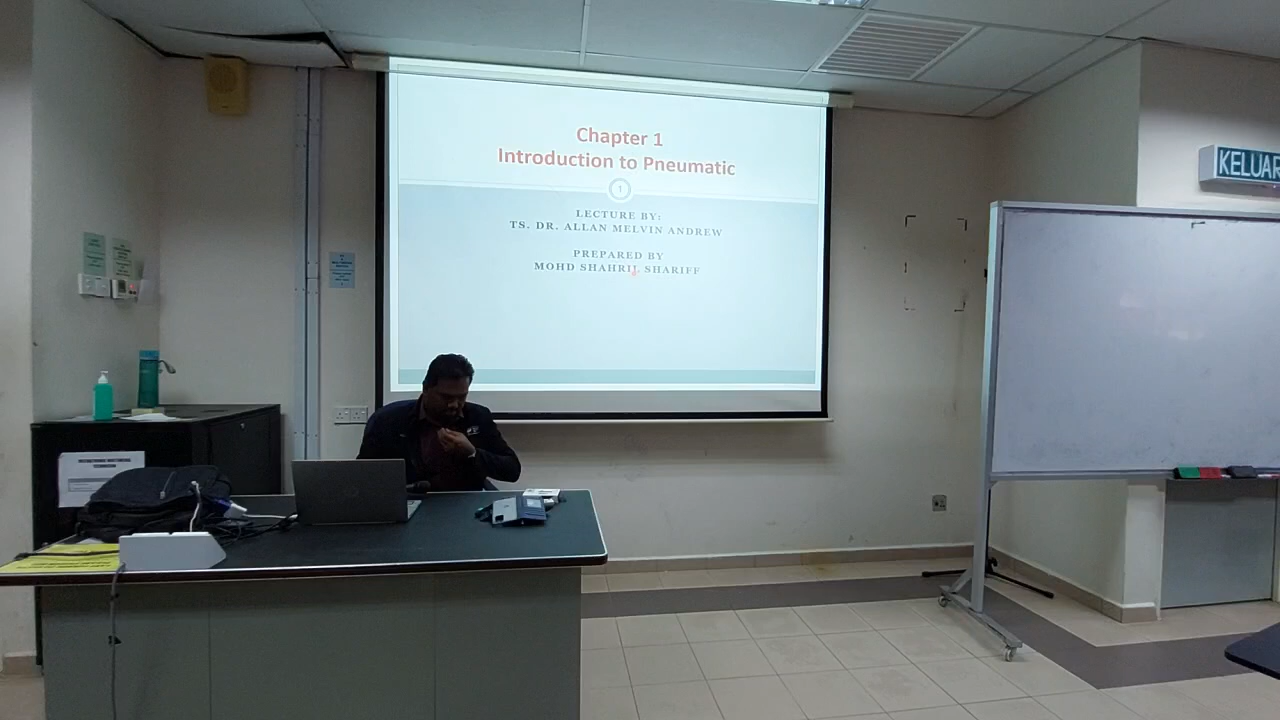 Chapter 1
Introduction to Pneumatic
1
LECTURE BY:
TS. DR. ALLAN MELVIN ANDREW
PREPARED BY
MOHD SHAHRIL SHARIFF
KELUAR